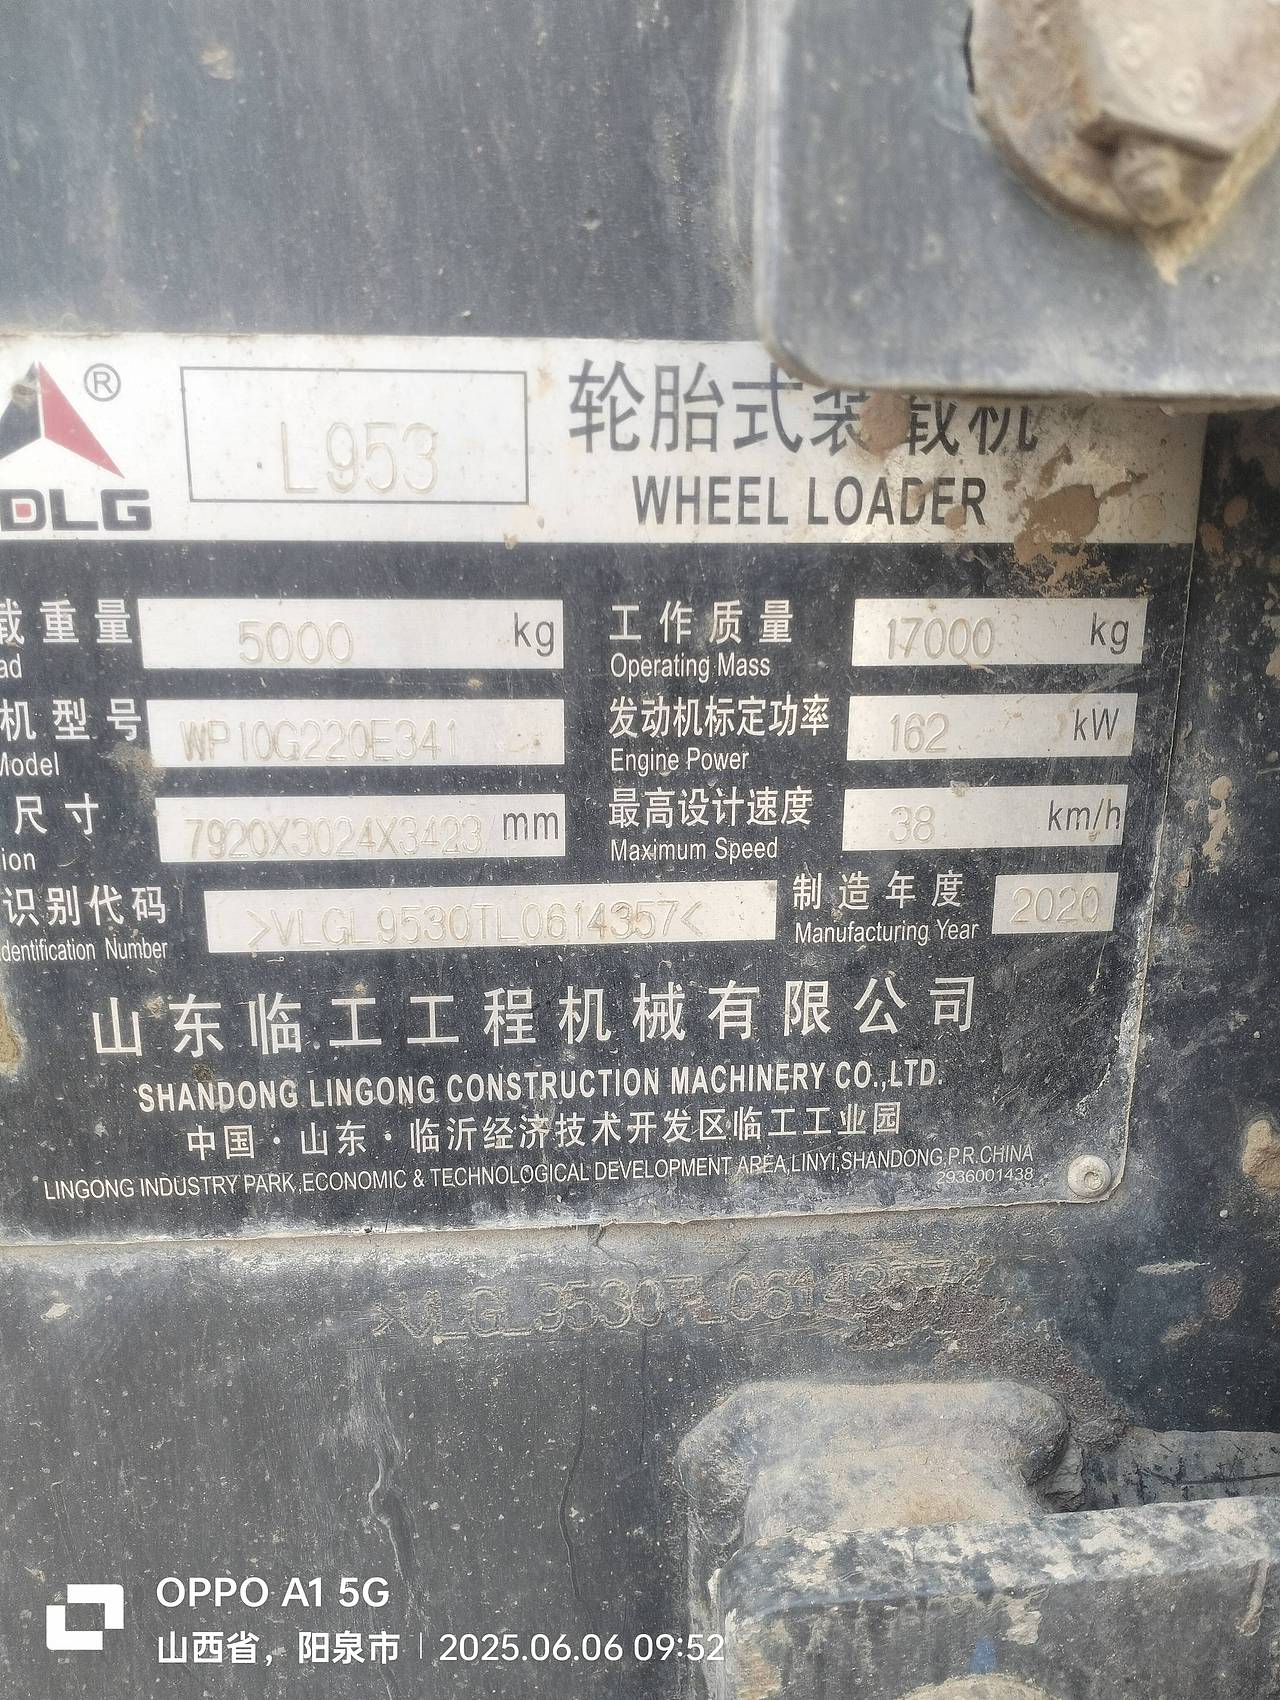 ®
DLG
L953
轮胎式装载机
WHEEL LOADER
载重量 5000 kg
工作质量 17000 kg
ad
Operating Mass
机型号 WP10G220E341
发动机标定功率 162 kW
Model
Engine Power
尺寸 7920X3024X3423 mm
最高设计速度 38 km/h
ion
Maximum Speed
识别代码 >VLGL9530TL0614357<
制造年度 2020
dentification Number
Manufacturing Year
山东临工工程机械有限公司
SHANDONG LINGONG CONSTRUCTION MACHINERY CO.,LTD.
中国·山东·临沂经济技术开发区临工工业园
LINGONG INDUSTRY PARK,ECONOMIC & TECHNOLOGICAL DEVELOPMENT AREA,LINYI,SHANDONG,P.R.CHINA
2936001438
>VLGL9530TL0614357<
OPPO A1 5G
山西省，阳泉市 | 2025.06.06 09:52